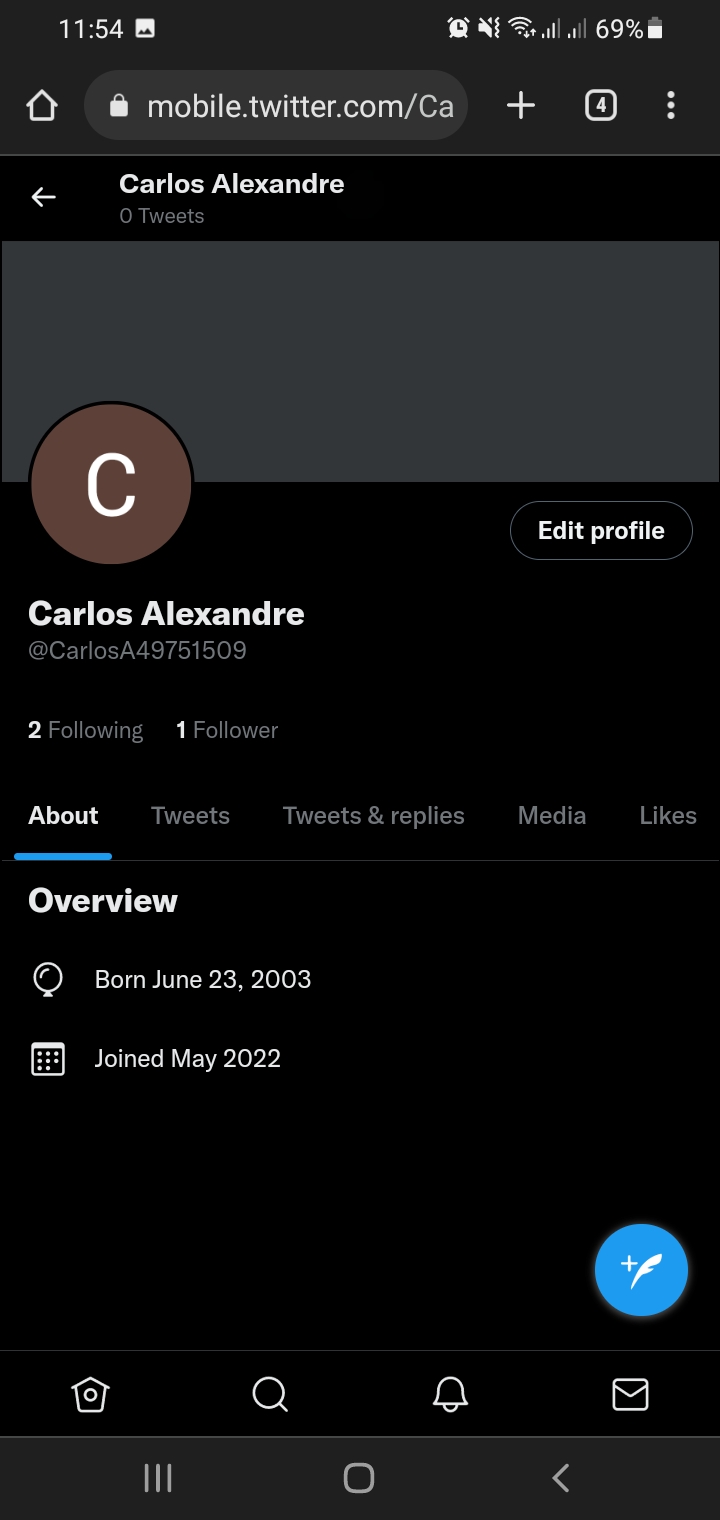 11:54 69%
mobile.twitter.com/Ca 4
Carlos Alexandre
0 Tweets
C
Edit profile
Carlos Alexandre
@CarlosA49751509
2 Following 1 Follower
About Tweets Tweets & replies Media Likes
Overview
Born June 23, 2003
Joined May 2022